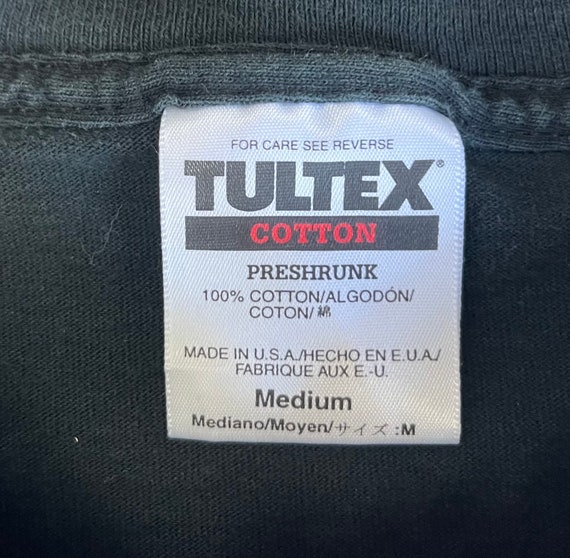 FOR CARE SEE REVERSE
TULTEX®
COTTON
PRESHRUNK
100% COTTON/ALGODÓN/
COTON/綿
MADE IN U.S.A./HECHO EN E.U.A./
FABRIQUE AUX E.-U.
Medium
Mediano/Moyen/サイズ :M